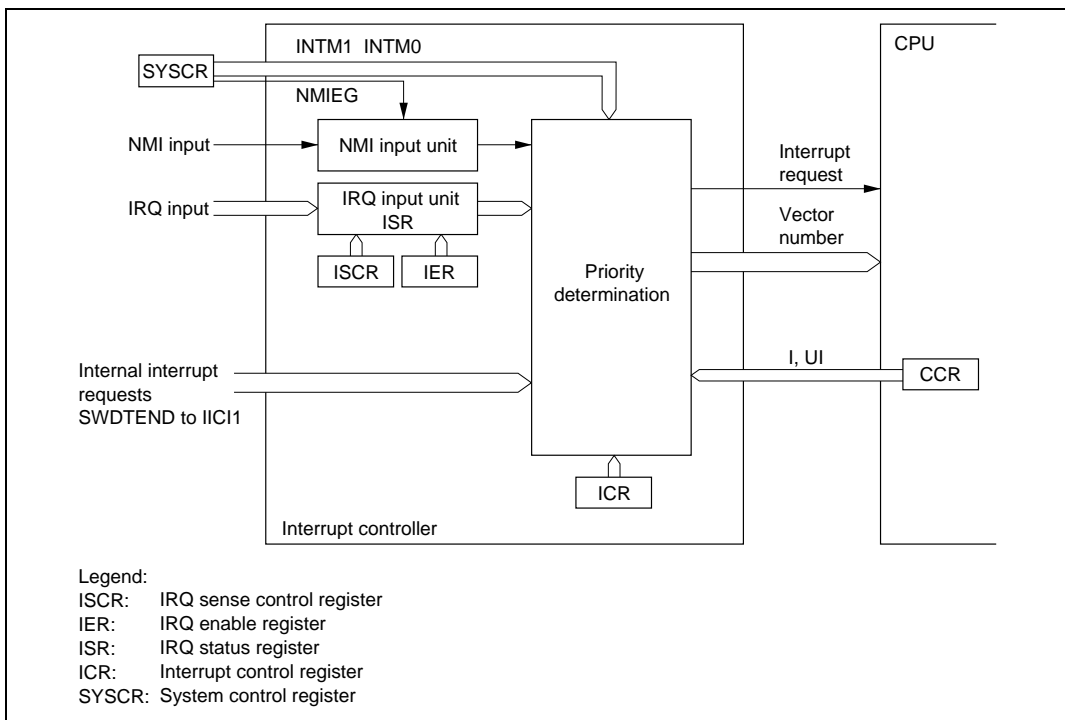 INTM1 INTM0
CPU
SYSCR
NMIEG
NMI input
NMI input unit
Interrupt
request
IRQ input
IRQ input unit
ISR
Vector
number
ISCR
IER
Priority
determination
Internal interrupt
requests
SWDTEND to IICI1
I, UI
CCR
ICR
Interrupt controller
Legend:
ISCR: IRQ sense control register
IER: IRQ enable register
ISR: IRQ status register
ICR: Interrupt control register
SYSCR: System control register